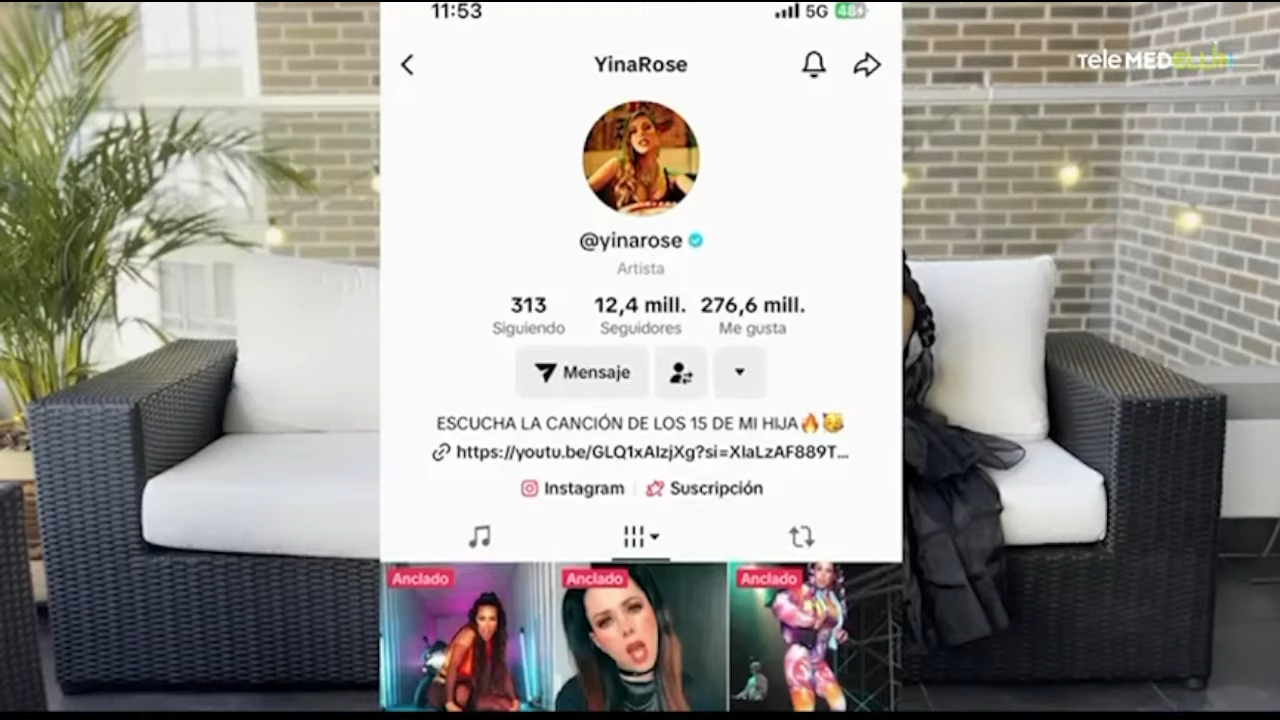 11:53
5G
48
TeleMEDELLÍN
YinaRose
@yinarose
Artista
313
12,4 mill.
276,6 mill.
Siguiendo
Seguidores
Me gusta
Mensaje
ESCUCHA LA CANCIÓN DE LOS 15 DE MI HIJA🔥🥳
https://youtu.be/GLQ1xAIzjXg?si=XIaLzAF889T...
Instagram
Suscripción
Anclado
Anclado
Anclado